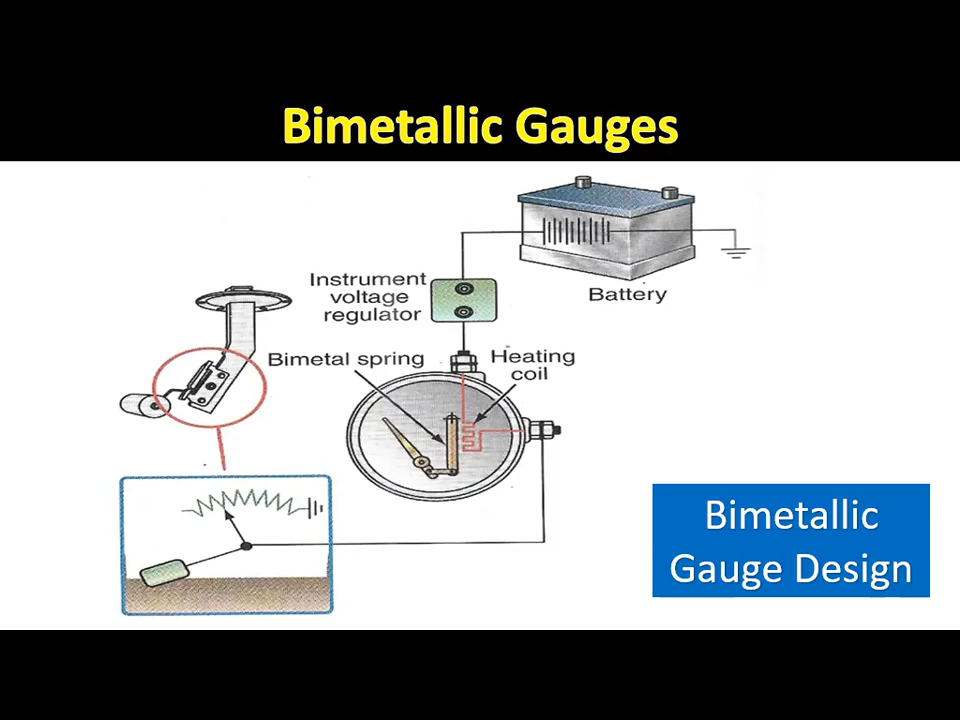 Bimetallic Gauges
Instrument
voltage
regulator
Battery
Bimetal spring
Heating
coil
Bimetallic
Gauge Design